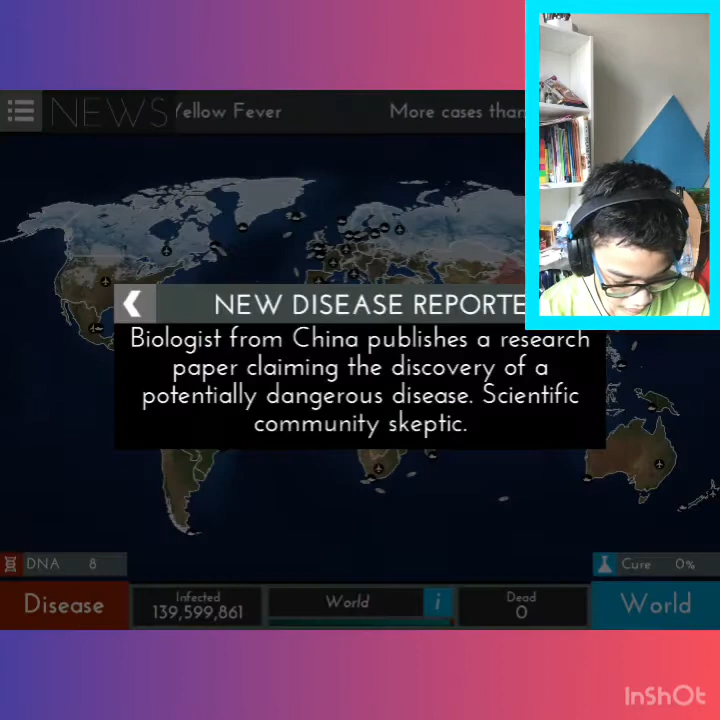 NEWS
Yellow Fever
More cases than
NEW DISEASE REPORTE
Biologist from China publishes a research
paper claiming the discovery of a
potentially dangerous disease. Scientific
community skeptic.
DNA 8
Cure 0%
Disease
Infected
139,599,861
World
i
Dead
0
World
InShOt